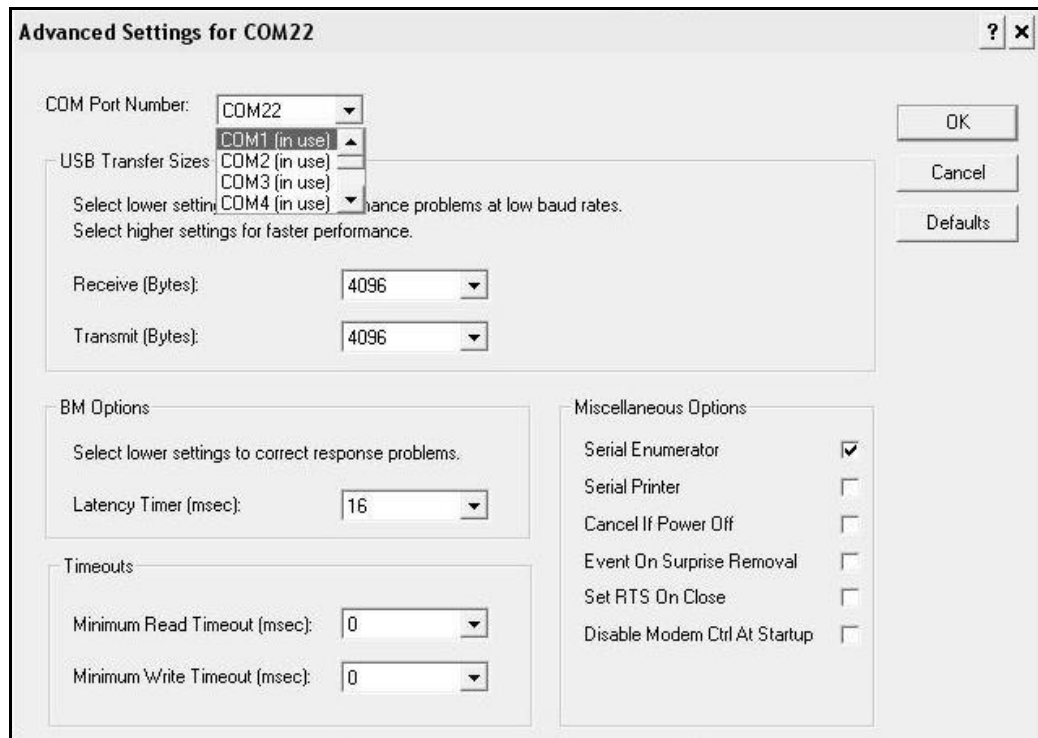 Advanced Settings for COM22
COM Port Number: COM22
OK
COM1 (in use)
USB Transfer Sizes COM2 (in use)
Cancel
COM3 (in use)
Select lower COM4 (in use) problems at low baud rates.
Select higher settings for faster performance.
Defaults
Receive (Bytes): 4096
Transmit (Bytes): 4096
BM Options
Select lower settings to correct response problems.
Latency Timer (msec): 16
Timeouts
Minimum Read Timeout (msec): 0
Minimum Write Timeout (msec): 0
Miscellaneous Options
Serial Enumerator
Serial Printer
Cancel If Power Off
Event On Surprise Removal
Set RTS On Close
Disable Modem Ctrl At Startup